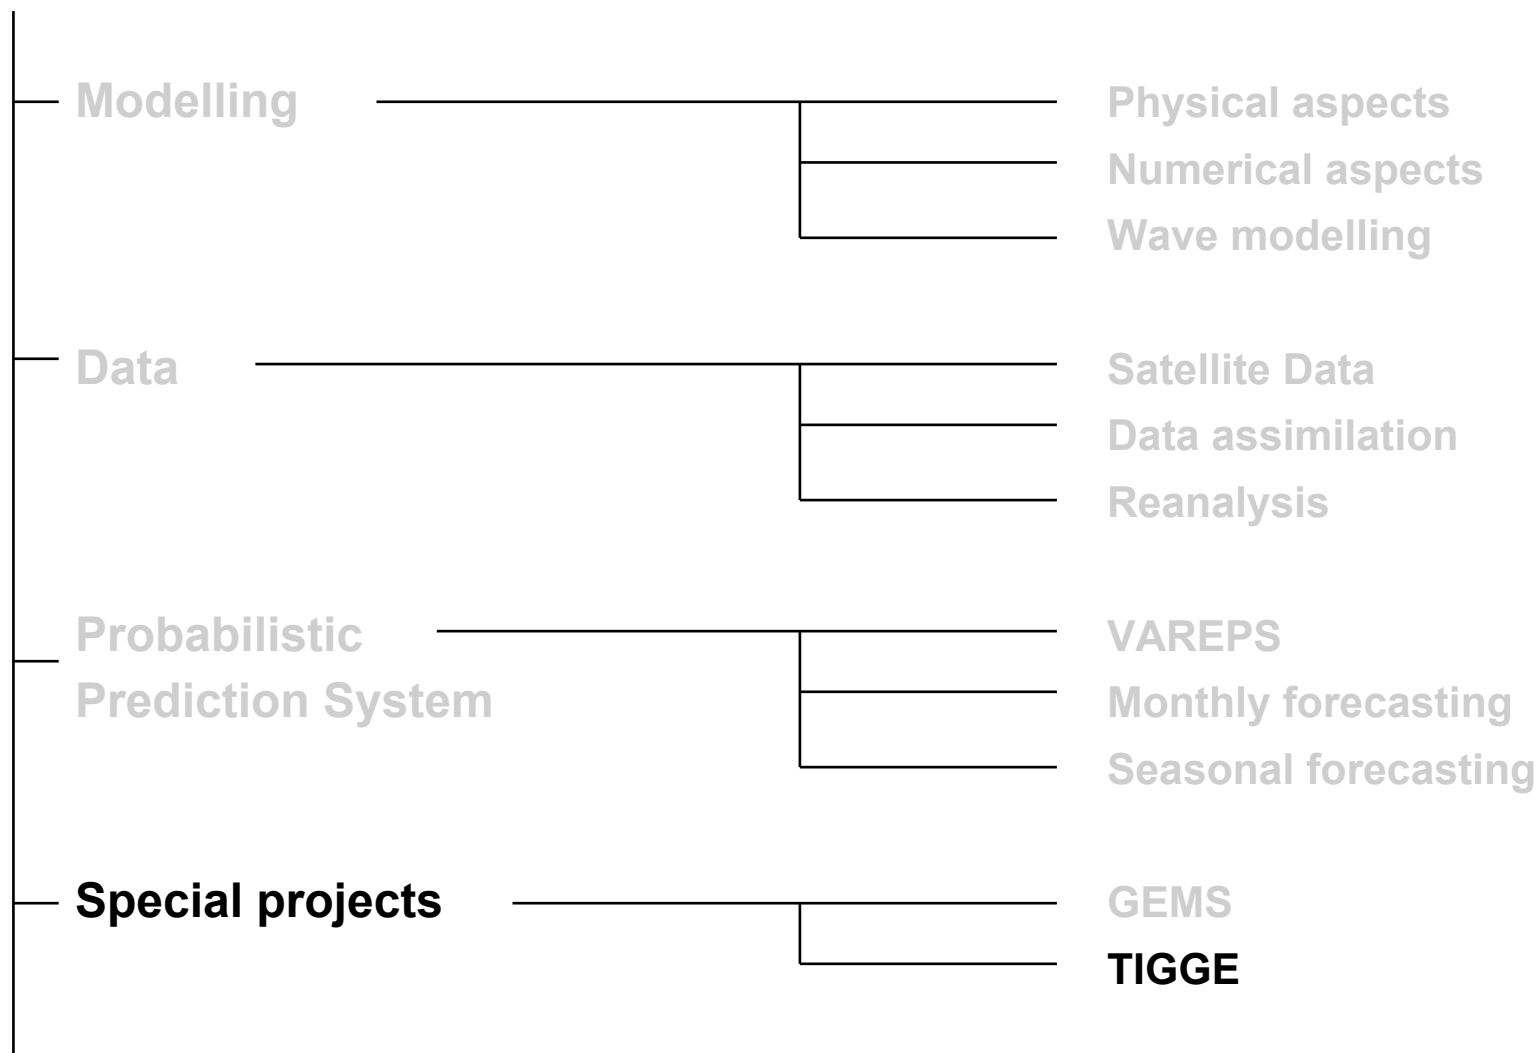 Modelling
Physical aspects
Numerical aspects
Wave modelling
Data
Satellite Data
Data assimilation
Reanalysis
Probabilistic
Prediction System
VAREPS
Monthly forecasting
Seasonal forecasting
Special projects
GEMS
TIGGE